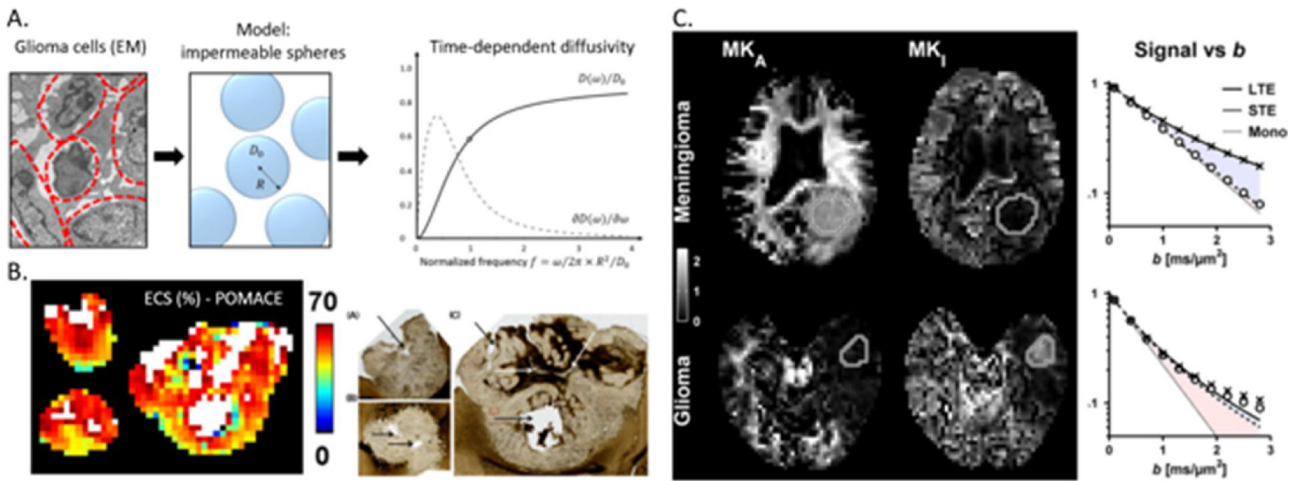 A.
Glioma cells (EM)
Model:
impermeable spheres
D₀
R
Time-dependent diffusivity
1.0
0.8
0.6
0.4
0.2
0
D(ω)/D₀
∂D(ω)/∂ω
0
1
2
3
4
Normalized frequency f = ω/2π × R²/D₀
B.
ECS (%) - POMACE
70
0
(A)
(B)
(C)
C.
MK_A
MK_I
Meningioma
Glioma
2
1
0
Signal vs b
1
.1
LTE
STE
Mono
0
1
2
3
b [ms/μm²]
1
.1
0
1
2
3
b [ms/μm²]